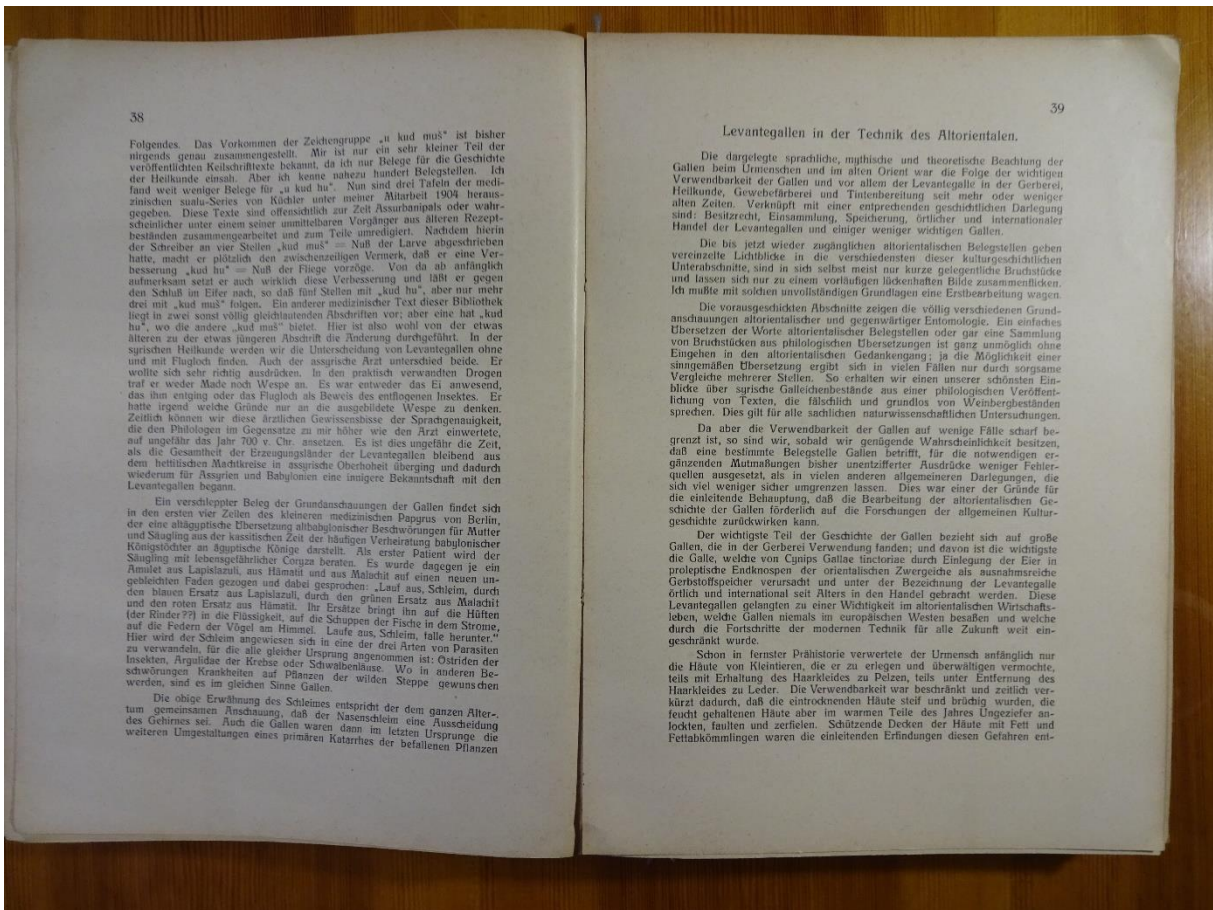 38
Folgendes. Das Vorkommen der Zeichengruppe „u kud muš“ ist bisher
nirgends genau zusammengestellt. Mir ist nur ein sehr kleiner Teil der
veröffentlichten Keilschrifttexte bekannt, da ich nur Belege für die Geschichte
der Heilkunde einsah. Aber ich kenne nahezu hundert Belegstellen. Ich
fand weit weniger Belege für „u kud hu“. Nun sind drei Tafeln der medi-
zinischen sualu-Series von Küchler unter meiner Mitarbeit 1904 heraus-
gegeben. Diese Texte sind offensichtlich zur Zeit Assurbanipals oder wahr-
scheinlicher unter einem seiner unmittelbaren Vorgänger aus älteren Rezept-
beständen zusammengearbeitet und zum Teile umredigiert. Nachdem hierin
der Schreiber an vier Stellen „kud muš“ = Nuß der Larve abgeschrieben
hatte, macht er plötzlich den zwischenzeiligen Vermerk, daß er eine Ver-
besserung „kud hu“ = Nuß der Fliege vorzöge. Von da ab anfänglich
aufmerksam setzt er auch wirklich diese Verbesserung und läßt er gegen
den Schluß im Eifer nach, so daß fünf Stellen mit „kud hu“, aber nur mehr
drei mit „kud muš“ folgen. Ein anderer medizinischer Text dieser Bibliothek
liegt in zwei sonst völlig gleichlautenden Abschriften vor; aber eine hat „kud
hu“, wo die andere „kud muš“ bietet. Hier ist also wohl von der etwas
älteren zu der etwas jüngeren Abschrift die Änderung durchgeführt. In der
syrischen Heilkunde werden wir die Unterscheidung von Levantegallen ohne
und mit Flugloch finden. Auch der assyrische Arzt unterschied beide. Er
wollte sich sehr richtig ausdrücken. In den praktisch verwandten Drogen
traf er weder Made noch Wespe an. Es war entweder das Ei anwesend,
das ihm entging oder das Flugloch als Beweis des entflogenen Insektes. Er
hatte irgend welche Gründe nur an die ausgebildete Wespe zu denken.
Zeitlich können wir diese ärztlichen Gewissensbisse der Sprachgenauigkeit,
die den Philologen im Gegensatze zu mir höher wie den Arzt einwertete,
auf ungefähr das Jahr 700 v. Chr. ansetzen. Es ist dies ungefähr die Zeit,
als die Gesamtheit der Erzeugungsländer der Levantegallen bleibend aus
dem hettitischen Machtkreise in assyrische Oberhoheit überging und dadurch
wiederum für Assyrien und Babylonien eine innigere Bekanntschaft mit den
Levantegallen begann.
Ein verschleppter Beleg der Grundanschauungen der Gallen findet sich
in den ersten vier Zeilen des kleineren medizinischen Papyrus von Berlin,
der eine altägyptische Übersetzung altbabylonischer Beschwörungen für Mutter
und Säugling aus der kassitischen Zeit der häufigen Verheiratung babylonischer
Königstöchter an ägyptische Könige darstellt. Als erster Patient wird der
Säugling mit lebensgefährlicher Coryza beraten. Es wurde dagegen je ein
Amulet aus Lapislazuli, aus Hämatit und aus Malachit auf einen neuen un-
gebleichten Faden gezogen und dabei gesprochen: „Lauf aus, Schleim, durch
den blauen Ersatz aus Lapislazuli, durch den grünen Ersatz aus Malachit
und den roten Ersatz aus Hämatit. Ihr Ersätze bringt ihn auf die Hüften
(der Rinder??) in die Flüssigkeit, auf die Schuppen der Fische in dem Strome,
auf die Federn der Vögel am Himmel. Laufe aus, Schleim, falle herunter.“
Hier wird der Schleim angewiesen sich in eine der drei Arten von Parasiten
zu verwandeln, für die alle gleicher Ursprung angenommen ist: Östriden der
Insekten, Argulidae der Krebse oder Schwalbenläuse. Wo in anderen Be-
schwörungen Krankheiten auf Pflanzen der wilden Steppe gewunschen
werden, sind es im gleichen Sinne Gallen.
Die obige Erwähnung des Schleimes entspricht der dem ganzen Alter-
tum gemeinsamen Anschauung, daß der Nasenschleim eine Ausscheidung
des Gehirnes sei. Auch die Gallen waren dann im letzten Ursprunge die
weiteren Umgestaltungen eines primären Katarrhes der befallenen Pflanzen
39
Levantegallen in der Technik des Altorientalen.
Die dargelegte sprachliche, mythische und theoretische Beachtung der
Gallen beim Urmenschen und im alten Orient war die Folge der wichtigen
Verwendbarkeit der Gallen und vor allem der Levantegalle in der Gerberei,
Heilkunde, Gewebefärberei und Tintenbereitung seit mehr oder weniger
alten Zeiten. Verknüpft mit einer entprechenden geschichtlichen Darlegung
sind: Besitzrecht, Einsammlung, Speicherung, örtlicher und internationaler
Handel der Levantegallen und einiger weniger wichtigen Gallen.
Die bis jetzt wieder zugänglichen altorientalischen Belegstellen geben
vereinzelte Lichtblicke in die verschiedensten dieser kulturgeschichtlichen
Unterabschnitte, sind in sich selbst meist nur kurze gelegentliche Bruchstücke
und lassen sich nur zu einem vorläufigen lückenhaften Bilde zusammenflicken.
Ich mußte mit solchen unvollständigen Grundlagen eine Erstbearbeitung wagen.
Die vorausgeschickten Abschnitte zeigen die völlig verschiedenen Grund-
anschauungen altorientalischer und gegenwärtiger Entomologie. Ein einfaches
Übersetzen der Worte altorientalischer Belegstellen oder gar eine Sammlung
von Bruchstücken aus philologischen Übersetzungen ist ganz unmöglich ohne
Eingehen in den altorientalischen Gedankengang; ja die Möglichkeit einer
sinngemäßen Übersetzung ergibt sich in vielen Fällen nur durch sorgsame
Vergleiche mehrerer Stellen. So erhalten wir einen unserer schönsten Ein-
blicke über syrische Galleichenbestände aus einer philologischen Veröffent-
lichung von Texten, die fälschlich und grundlos von Weinbergbeständen
sprechen. Dies gilt für alle sachlichen naturwissenschaftlichen Untersuchungen.
Da aber die Verwendbarkeit der Gallen auf wenige Fälle scharf be-
grenzt ist, so sind wir, sobald wir genügende Wahrscheinlichkeit besitzen,
daß eine bestimmte Belegstelle Gallen betrifft, für die notwendigen er-
gänzenden Mutmaßungen bisher unentzifferter Ausdrücke weniger Fehler-
quellen ausgesetzt, als in vielen anderen allgemeineren Darlegungen, die
sich viel weniger sicher umgrenzen lassen. Dies war einer der Gründe für
die einleitende Behauptung, daß die Bearbeitung der altorientalischen Ge-
schichte der Gallen förderlich auf die Forschungen der allgemeinen Kultur-
geschichte zurückwirken kann.
Der wichtigste Teil der Geschichte der Gallen bezieht sich auf große
Gallen, die in der Gerberei Verwendung fanden; und davon ist die wichtigste
die Galle, welche von Cynips Gallae tinctoriae durch Einlegung der Eier in
proleptische Endknospen der orientalischen Zwergeiche als ausnahmsreiche
Gerbstoffspeicher verursacht und unter der Bezeichnung der Levantegalle
örtlich und international seit Alters in den Handel gebracht werden. Diese
Levantegallen gelangten zu einer Wichtigkeit im altorientalischen Wirtschafts-
leben, welche Gallen niemals im europäischen Westen besaßen und welche
durch die Fortschritte der modernen Technik für alle Zukunft weit ein-
geschränkt wurde.
Schon in fernster Prähistorie verwertete der Urmensch anfänglich nur
die Häute von Kleintieren, die er zu erlegen und überwältigen vermochte,
teils mit Erhaltung des Haarkleides zu Pelzen, teils unter Entfernung des
Haarkleides zu Leder. Die Verwendbarkeit war beschränkt und zeitlich ver-
kürzt dadurch, daß die eintrocknenden Häute steif und brüchig wurden, die
feucht gehaltenen Häute aber im warmen Teile des Jahres Ungeziefer an-
lockten, faulten und zerfielen. Schützende Decken der Häute mit Fett und
Fettabkömmlingen waren die einleitenden Erfindungen diesen Gefahren ent-